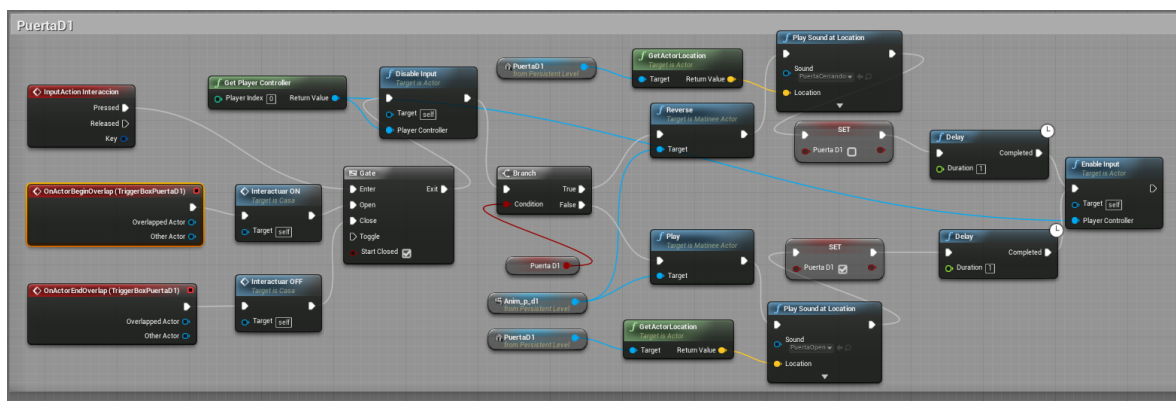 PuertaD1
InputAction Interaccion
Pressed
Released
Key
OnActorBeginOverlap (TriggerBoxPuertaD1)
Overlapped Actor
Other Actor
OnActorEndOverlap (TriggerBoxPuertaD1)
Overlapped Actor
Other Actor
Get Player Controller
Player Index 0 Return Value
Interactuar ON
Target is Casa
Target self
Interactuar OFF
Target is Casa
Target self
Disable Input
Target is Actor
Target self
Player Controller
Gate
Enter Exit
Open
Close
Toggle
Start Closed
PuertaD1
from Persistent Level
Branch
True
Condition False
Puerta D1
Anim_p_d1
from Persistent Level
PuertaD1
from Persistent Level
GetActorLocation
Target is Actor
Target Return Value
Reverse
Target is Matinee Actor
Target
Play
Target is Matinee Actor
Target
GetActorLocation
Target is Actor
Target Return Value
Play Sound at Location
Sound
PuertaCerrando
Location
SET
Puerta D1
SET
Puerta D1
Play Sound at Location
Sound
PuertaOpen
Location
Delay
Completed
Duration 1
Delay
Completed
Duration 1
Enable Input
Target is Actor
Target self
Player Controller